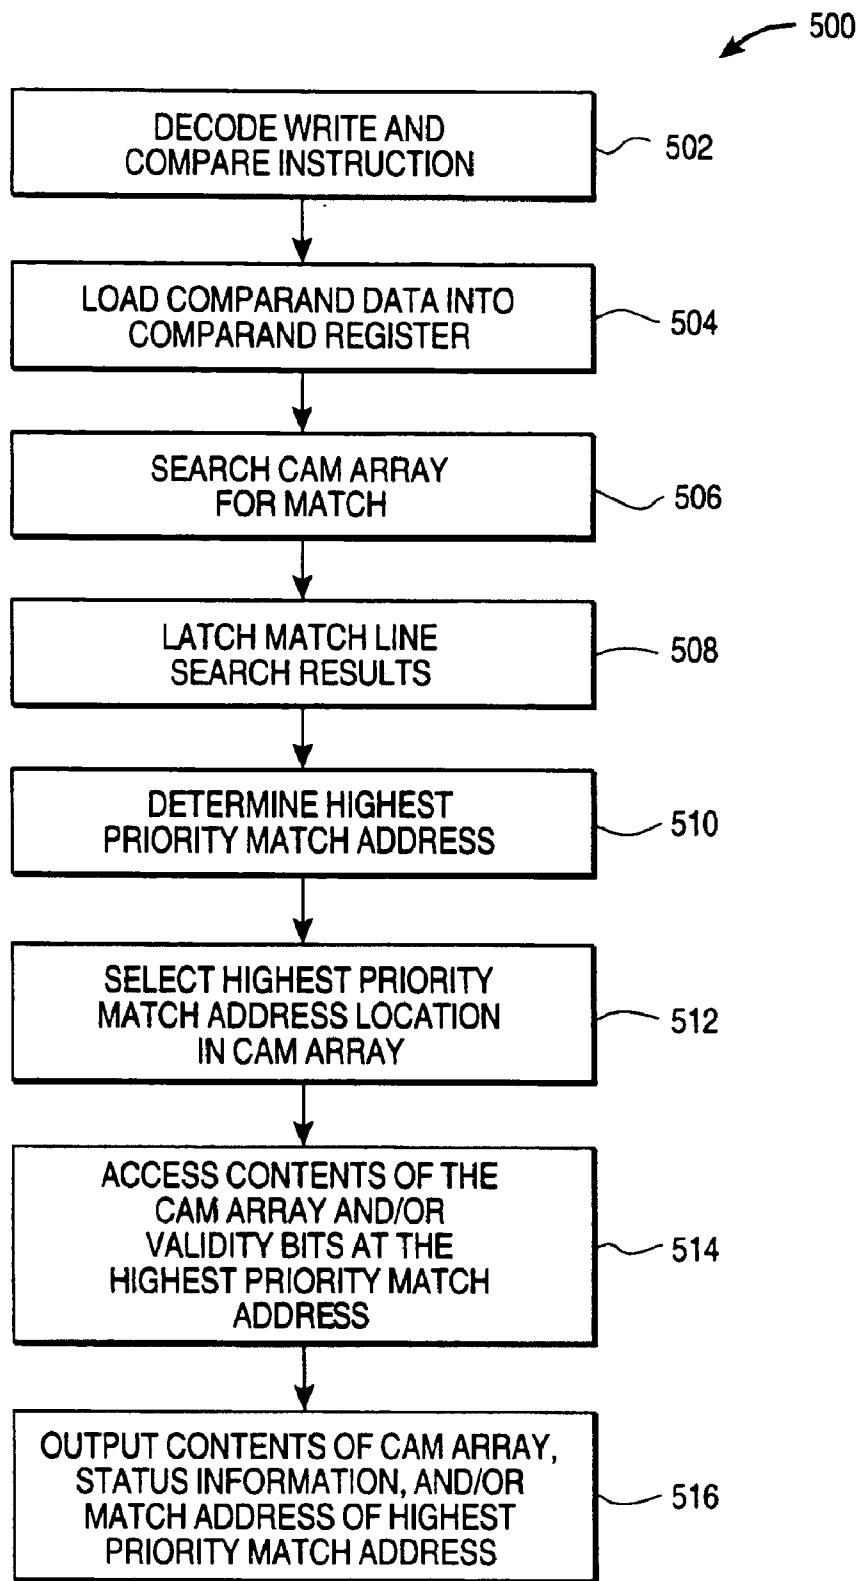 500
DECODE WRITE AND
COMPARE INSTRUCTION
502
LOAD COMPARAND DATA INTO
COMPARAND REGISTER
504
SEARCH CAM ARRAY
FOR MATCH
506
LATCH MATCH LINE
SEARCH RESULTS
508
DETERMINE HIGHEST
PRIORITY MATCH ADDRESS
510
SELECT HIGHEST PRIORITY
MATCH ADDRESS LOCATION
IN CAM ARRAY
512
ACCESS CONTENTS OF THE
CAM ARRAY AND/OR
VALIDITY BITS AT THE
HIGHEST PRIORITY MATCH
ADDRESS
514
OUTPUT CONTENTS OF CAM ARRAY,
STATUS INFORMATION, AND/OR
MATCH ADDRESS OF HIGHEST
PRIORITY MATCH ADDRESS
516